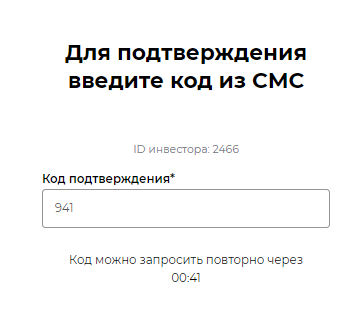 Для подтверждения
введите код из СМС
ID инвестора: 2466
Код подтверждения*
941
Код можно запросить повторно через
00:41